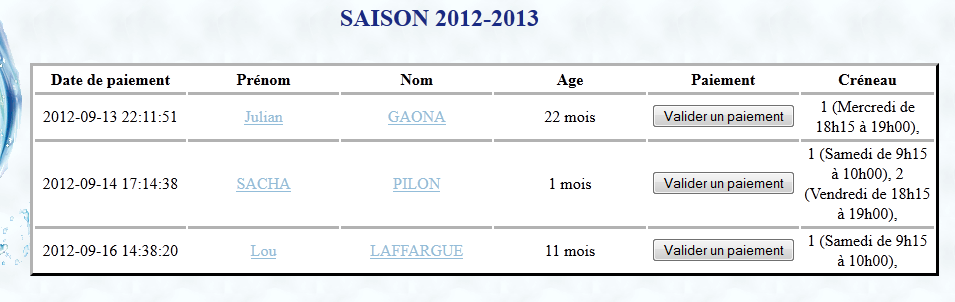 SAISON 2012-2013
Date de paiement Prénom Nom Age Paiement Créneau
2012-09-13 22:11:51 Julian GAONA 22 mois Valider un paiement 1 (Mercredi de
18h15 à 19h00),
2012-09-14 17:14:38 SACHA PILON 1 mois Valider un paiement 1 (Samedi de 9h15
à 10h00), 2
(Vendredi de 18h15
à 19h00),
2012-09-16 14:38:20 Lou LAFFARGUE 11 mois Valider un paiement 1 (Samedi de 9h15
à 10h00),